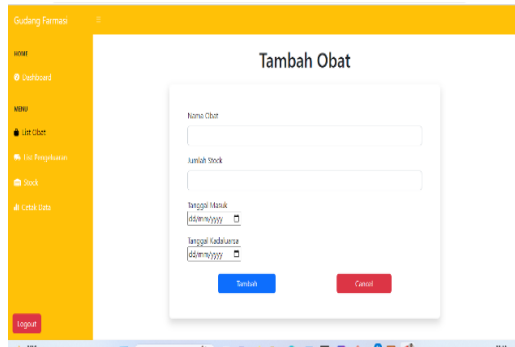 Gudang Farmasi
HOME
Dashboard
MENU
List Obat
List Pengeluaran
Stock
Cetak Data
Logout
Tambah Obat
Nama Obat
Jumlah Stock
Tanggal Masuk
dd/mm/yyyy
Tanggal Kadaluarsa
dd/mm/yyyy
Tambah
Cancel